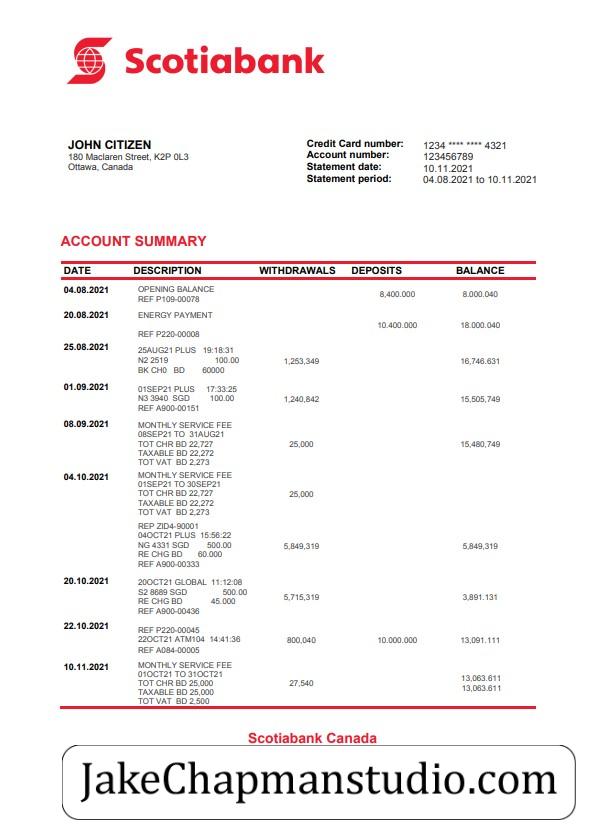 Scotiabank
JOHN CITIZEN
180 Maclaren Street, K2P 0L3
Ottawa, Canada
Credit Card number: 1234 **** **** 4321
Account number: 123456789
Statement date: 10.11.2021
Statement period: 04.08.2021 to 10.11.2021
ACCOUNT SUMMARY
DATE DESCRIPTION WITHDRAWALS DEPOSITS BALANCE
04.08.2021 OPENING BALANCE
REF P109-00078 8,400.000 8.000.040
20.08.2021 ENERGY PAYMENT
10.400.000 18.000.040
REF P220-00008
25.08.2021
25AUG21 PLUS 19:18:31
N2 2519 100.00 1,253,349 16,746.631
BK CH0 BD 60000
01.09.2021 01SEP21 PLUS 17:33:25
N3 3940 SGD 100.00 1,240,842 15,505,749
REF A900-00151
08.09.2021 MONTHLY SERVICE FEE
08SEP21 TO 31AUG21
TOT CHR BD 22,727 25,000 15,480,749
TAXABLE BD 22,272
TOT VAT BD 2,273
04.10.2021 MONTHLY SERVICE FEE
01SEP21 TO 30SEP21
TOT CHR BD 22,727 25,000
TAXABLE BD 22,272
TOT VAT BD 2,273
REP ZID4-90001
04OCT21 PLUS 15:56:22
NG 4331 SGD 500.00 5,849,319 5,849,319
RE CHG BD 60.000
REF A900-00333
20.10.2021 20OCT21 GLOBAL 11:12:08
S2 8689 SGD 500.00
RE CHG BD 45.000 5,715,319 3,891.131
REF A900-00436
22.10.2021 REF P220-00045
22OCT21 ATM104 14:41:36 800,040 10.000.000 13,091.111
REF A084-00005
10.11.2021 MONTHLY SERVICE FEE
01OCT21 TO 31OCT21 13,063.611
TOT CHR BD 25,000 27,540
TAXABLE BD 25,000 13,063.611
TOT VAT BD 2,500
Scotiabank Canada
JakeChapmanstudio.com